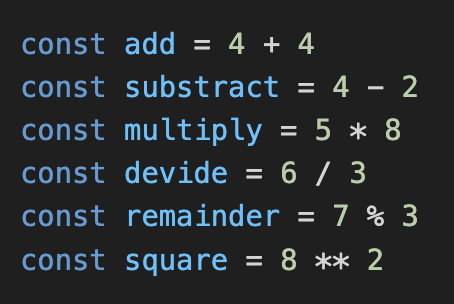 const add = 4 + 4
const substract = 4 - 2
const multiply = 5 * 8
const devide = 6 / 3
const remainder = 7 % 3
const square = 8 ** 2